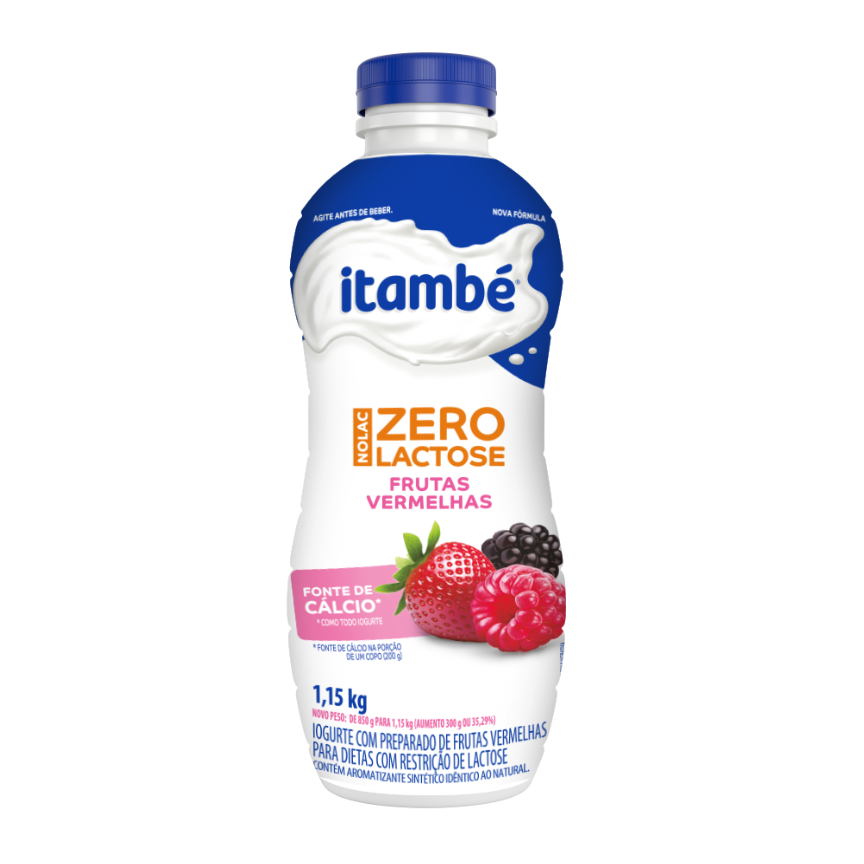 AGITE ANTES DE BEBER.
NOVA FÓRMULA
itambé
NOLAC
ZERO
LACTOSE
FRUTAS
VERMELHAS
FONTE DE
CÁLCIO*
* COMO TODO IOGURTE
* FONTE DE CÁLCIO NA PORÇÃO
DE UM COPO (200 g)
1,15 kg
NOVO PESO: DE 850 g PARA 1,15 kg (AUMENTO 300 g OU 35,29%)
IOGURTE COM PREPARADO DE FRUTAS VERMELHAS
PARA DIETAS COM RESTRIÇÃO DE LACTOSE
CONTÉM AROMATIZANTE SINTÉTICO IDÊNTICO AO NATURAL.